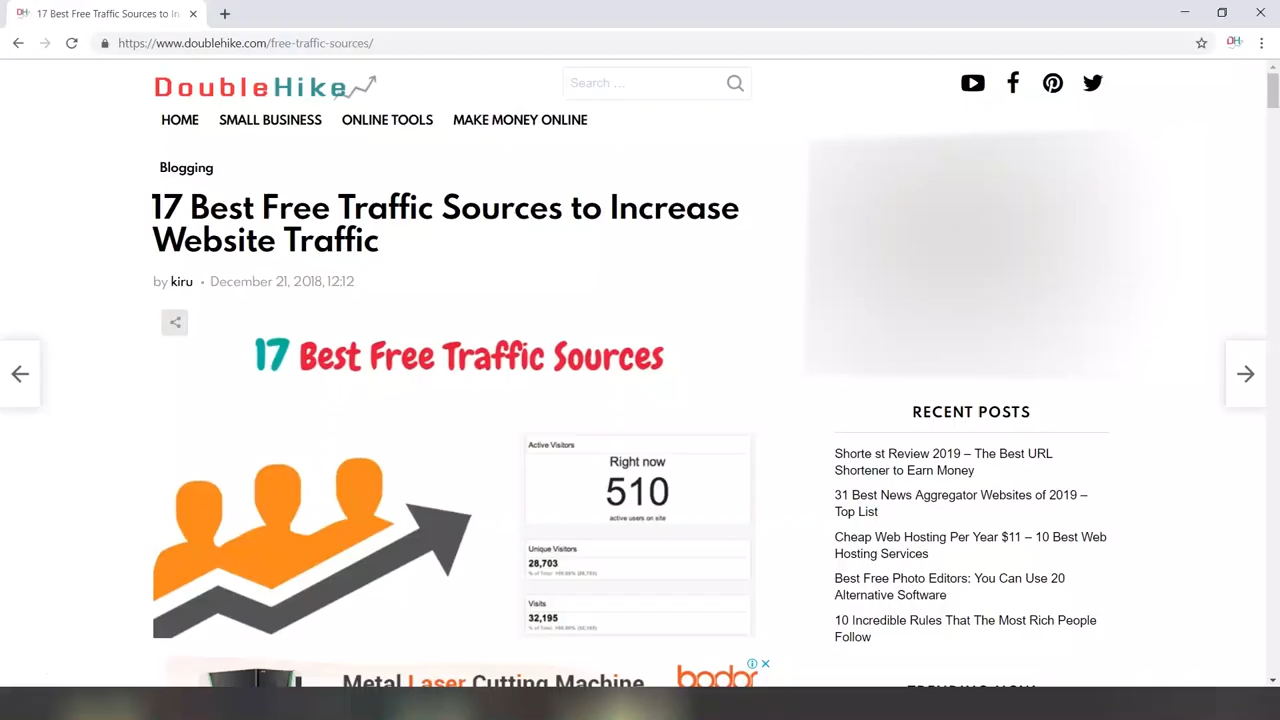 17 Best Free Traffic Sources to In
https://www.doublehike.com/free-traffic-sources/
DoubleHike
Search ...
HOME SMALL BUSINESS ONLINE TOOLS MAKE MONEY ONLINE
Blogging
17 Best Free Traffic Sources to Increase
Website Traffic
by kiru • December 21, 2018, 12:12
17 Best Free Traffic Sources
Active Visitors
Right now
510
active users on site
Unique Visitors
28,703
Visits
32,195
Metal Laser Cutting Machine
bodor
RECENT POSTS
Shorte st Review 2019 – The Best URL
Shortener to Earn Money
31 Best News Aggregator Websites of 2019 –
Top List
Cheap Web Hosting Per Year $11 – 10 Best Web
Hosting Services
Best Free Photo Editors: You Can Use 20
Alternative Software
10 Incredible Rules That The Most Rich People
Follow